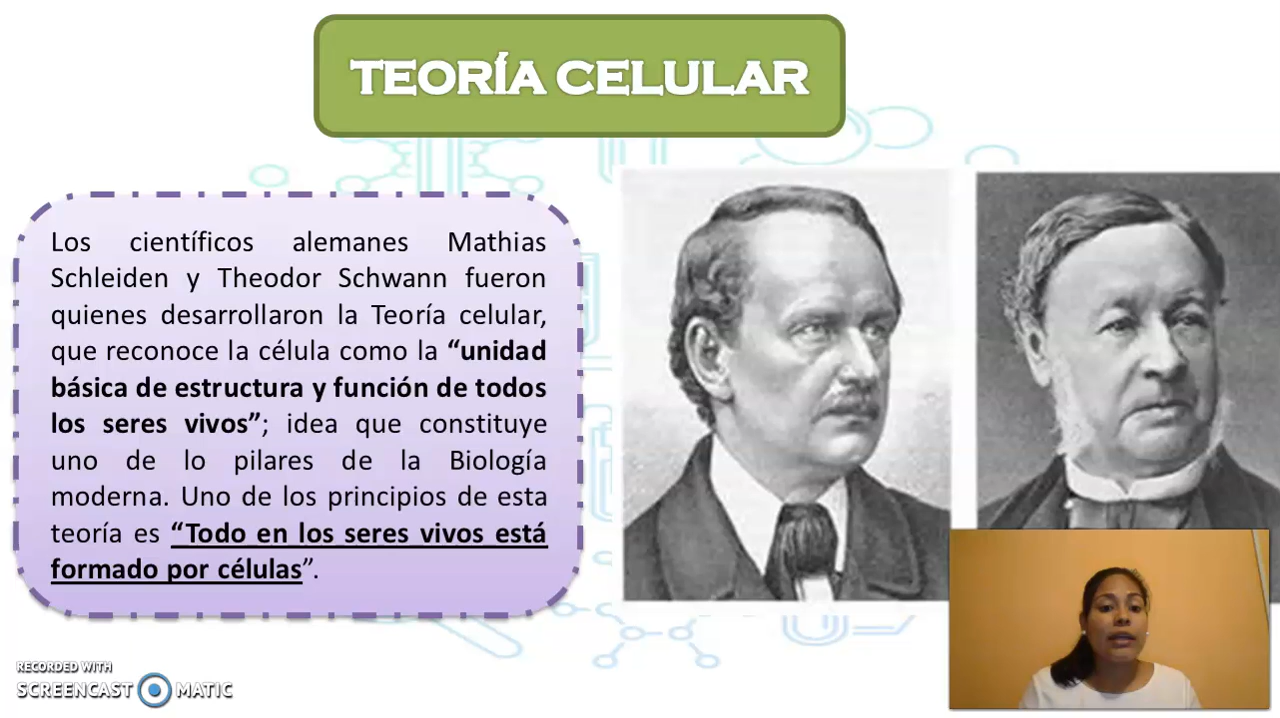 TEORÍA CELULAR
Los científicos alemanes Mathias
Schleiden y Theodor Schwann fueron
quienes desarrollaron la Teoría celular,
que reconoce la célula como la “unidad
básica de estructura y función de todos
los seres vivos”; idea que constituye
uno de lo pilares de la Biología
moderna. Uno de los principios de esta
teoría es “Todo en los seres vivos está
formado por células”.
RECORDED WITH
SCREENCAST MATIC